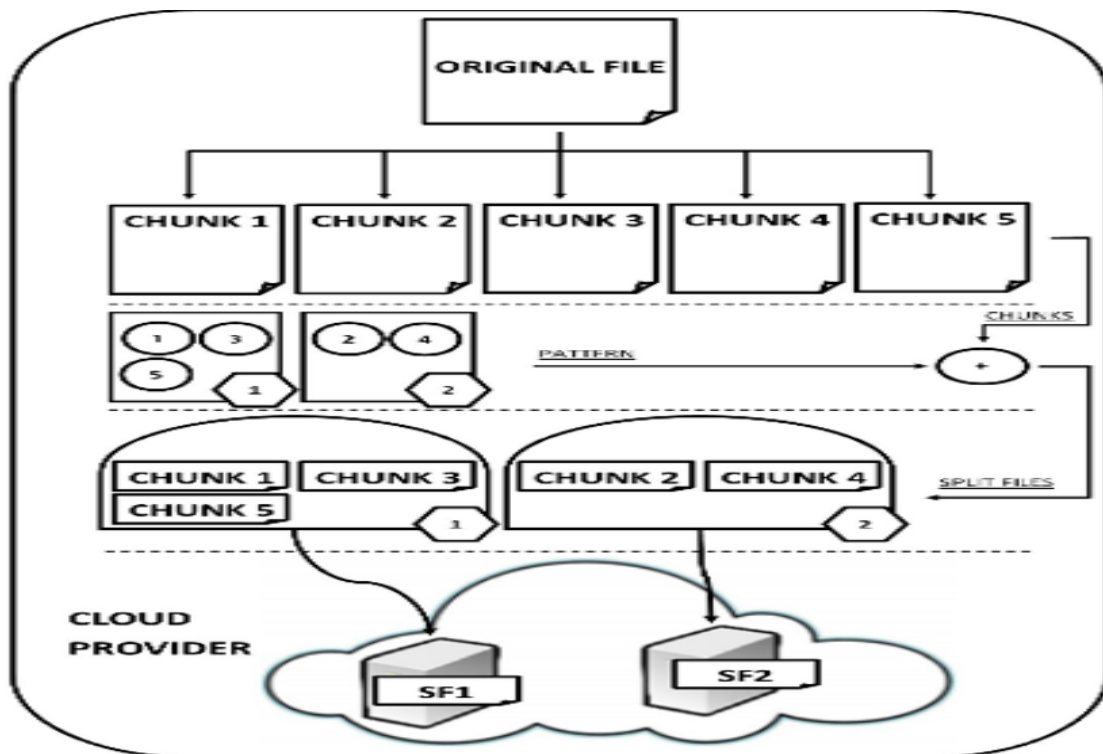 ORIGINAL FILE
CHUNK 1
CHUNK 2
CHUNK 3
CHUNK 4
CHUNK 5
CHUNKS
1
3
5
1
2
4
2
PATTERN
+
CHUNK 1
CHUNK 3
CHUNK 5
1
CHUNK 2
CHUNK 4
2
SPLIT FILES
CLOUD
PROVIDER
SF1
SF2